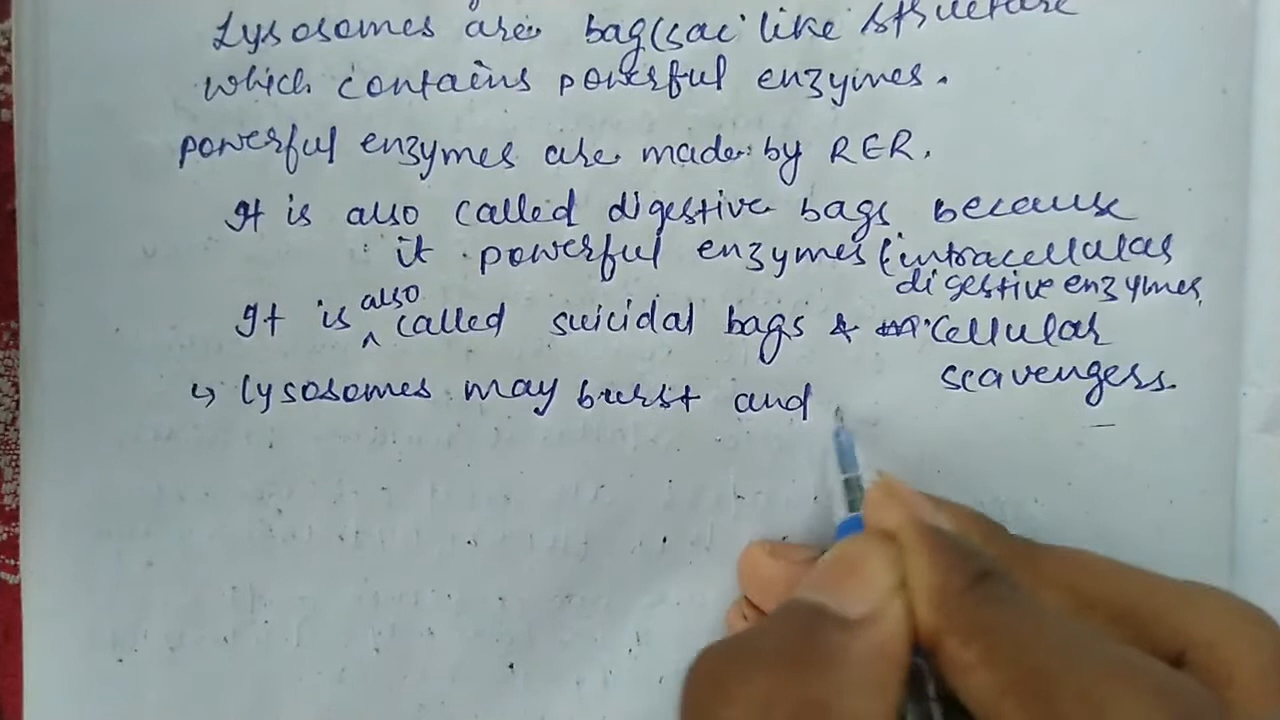 Lysosomes are bag(sac like structure
which contains powerful enzymes.
powerful enzymes are made by RER.
It is also called digestive bags because
it powerful enzymes (intracellular
digestive enzymes,
also
It is ^ called suicidal bags & cellular
scavengers.
↳ lysosomes may burst and